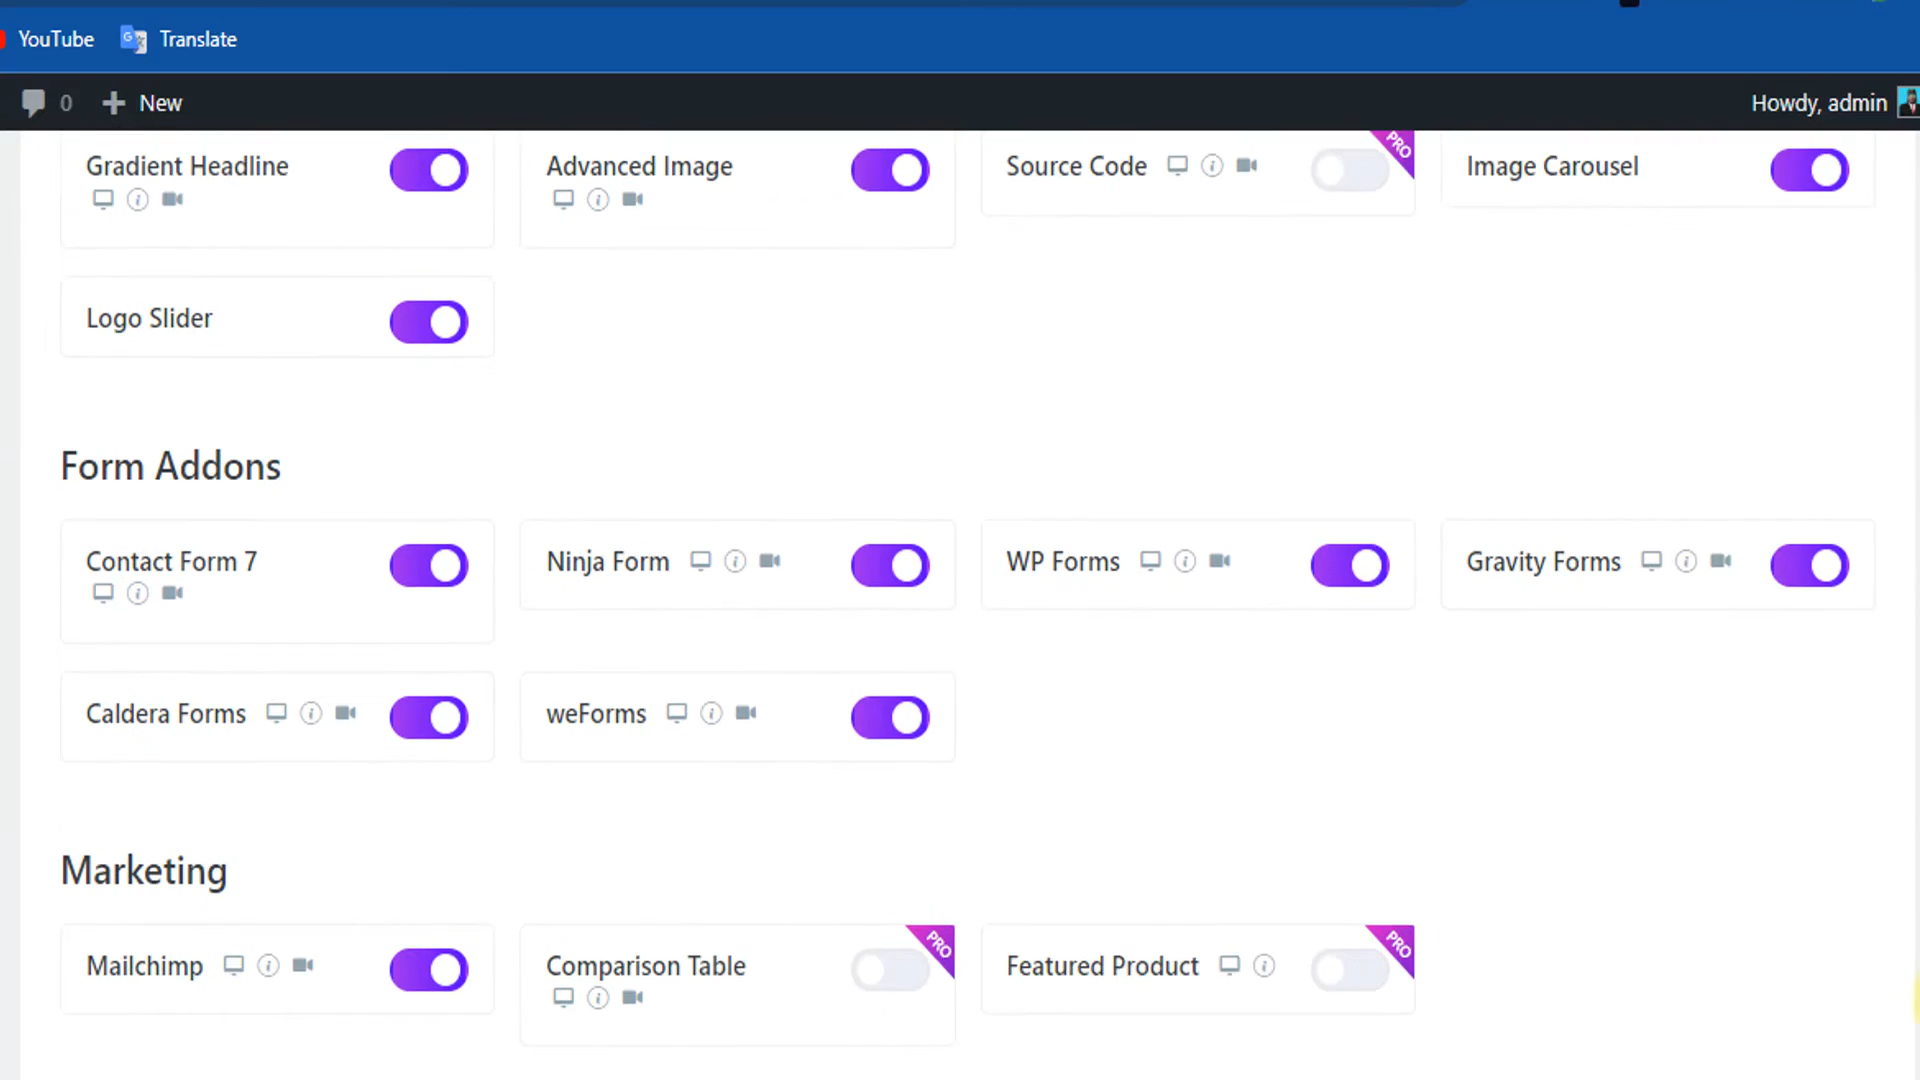 YouTube Translate
0 New Howdy, admin
Gradient Headline Advanced Image Source Code PRO Image Carousel
Logo Slider
Form Addons
Contact Form 7 Ninja Form WP Forms Gravity Forms
Caldera Forms weForms
Marketing
Mailchimp Comparison Table PRO Featured Product PRO